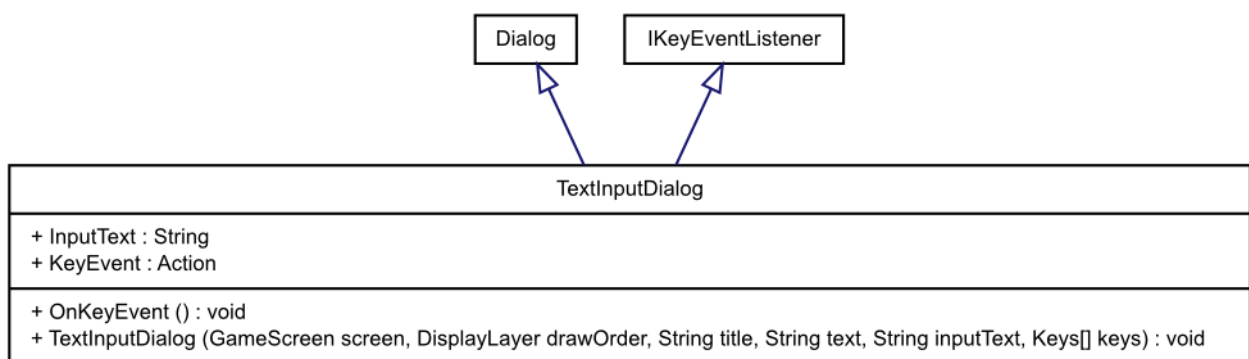 Dialog
IKeyEventListener
TextInputDialog
+ InputText : String
+ KeyEvent : Action
+ OnKeyEvent () : void
+ TextInputDialog (GameScreen screen, DisplayLayer drawOrder, String title, String text, String inputText, Keys[] keys) : void